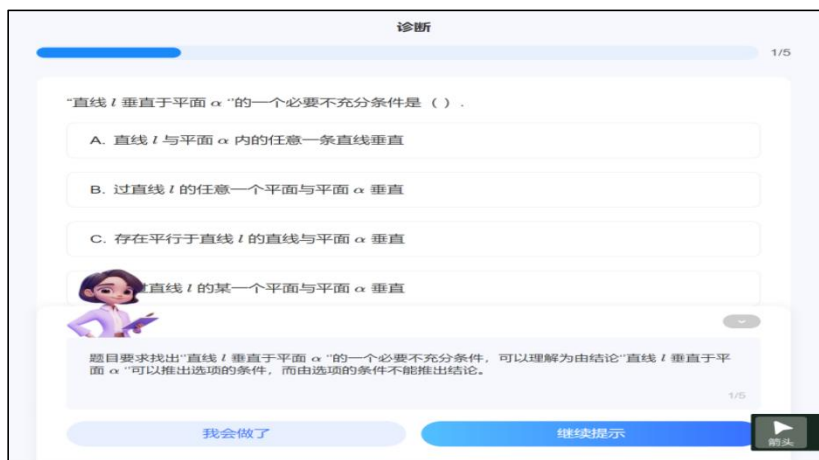 诊断
1/5
“直线 l 垂直于平面 α ”的一个必要不充分条件是（ ）.
A. 直线 l 与平面 α 内的任意一条直线垂直
B. 过直线 l 的任意一个平面与平面 α 垂直
C. 存在平行于直线 l 的直线与平面 α 垂直
直线 l 的某一个平面与平面 α 垂直
题目要求找出“直线 l 垂直于平面 α ”的一个必要不充分条件，可以理解为由结论“直线 l 垂直于平
面 α ”可以推出选项的条件，而由选项的条件不能推出结论。
1/5
我会做了
继续提示
箭头